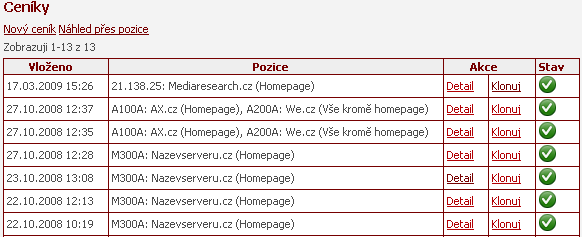 Ceníky
Nový ceník Náhled přes pozice
Zobrazuji 1-13 z 13
Vloženo Pozice Akce Stav
17.03.2009 15:26 21.138.25: Mediaresearch.cz (Homepage) Detail Klonuj
27.10.2008 12:37 A100A: AX.cz (Homepage), A200A: We.cz (Vše kromě homepage) Detail Klonuj
27.10.2008 12:35 A100A: AX.cz (Homepage), A200A: We.cz (Vše kromě homepage) Detail Klonuj
27.10.2008 12:28 M300A: Nazevserveru.cz (Homepage) Detail Klonuj
23.10.2008 13:08 M300A: Nazevserveru.cz (Homepage) Detail Klonuj
22.10.2008 12:13 M300A: Nazevserveru.cz (Homepage) Detail Klonuj
22.10.2008 10:19 M300A: Nazevserveru.cz (Homepage) Detail Klonuj